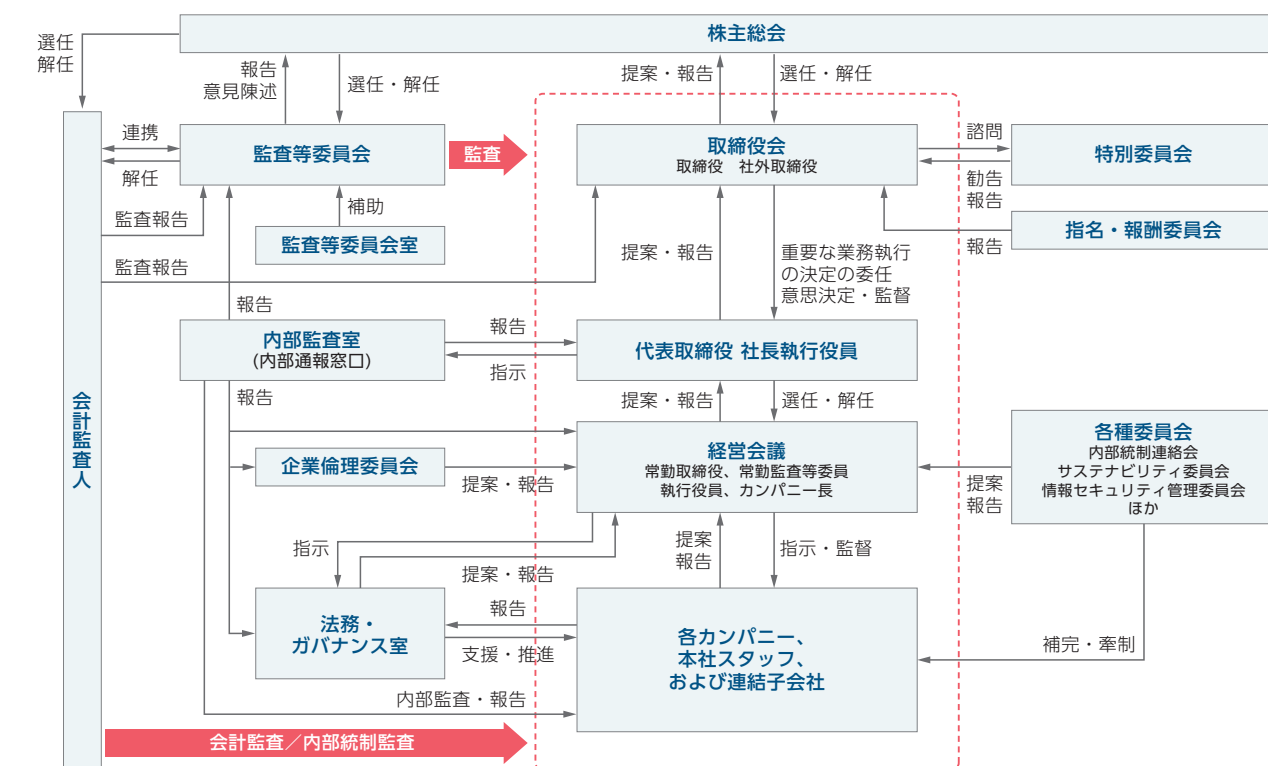 株主総会
選任
解任
報告
意見陳述
選任・解任
提案・報告
選任・解任
連携
解任
監査等委員会
監査
取締役会
取締役　社外取締役
諮問
勧告
報告
特別委員会
監査報告
補助
監査等委員会室
指名・報酬委員会
報告
監査報告
提案・報告
重要な業務執行
の決定の委任
意思決定・監督
報告
内部監査室
(内部通報窓口)
報告
指示
代表取締役 社長執行役員
報告
提案・報告
選任・解任
会計監査人
企業倫理委員会
提案・報告
経営会議
常勤取締役、常勤監査等委員
執行役員、カンパニー長
提案
報告
各種委員会
内部統制連絡会
サステナビリティ委員会
情報セキュリティ管理委員会
ほか
指示
提案・報告
提案
報告
指示・監督
法務・
ガバナンス室
報告
支援・推進
各カンパニー、
本社スタッフ、
および連結子会社
補完・牽制
内部監査・報告
会計監査／内部統制監査